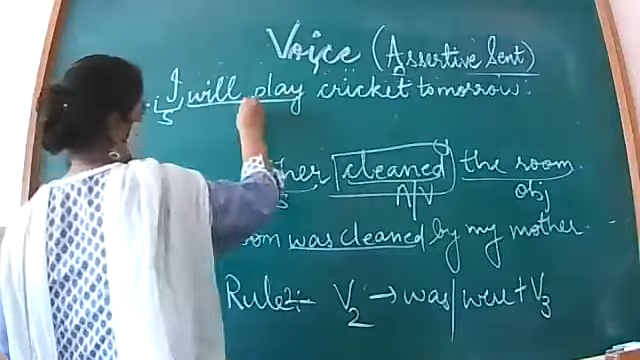 Voice (Assertive Sent)
I will play cricket tomorrow.
S
cleaned the room
S M/V obj
was cleaned by my mother.
Rule:- V2 → was/were + V3